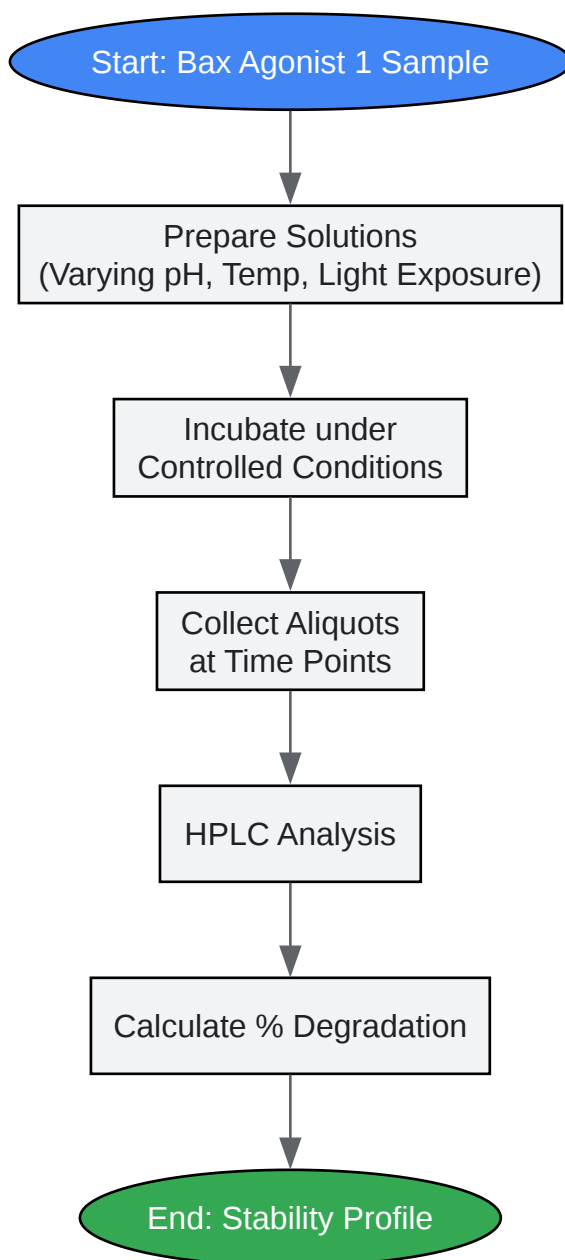 Start: Bax Agonist 1 Sample
Prepare Solutions
(Varying pH, Temp, Light Exposure)
Incubate under
Controlled Conditions
Collect Aliquots
at Time Points
HPLC Analysis
Calculate % Degradation
End: Stability Profile